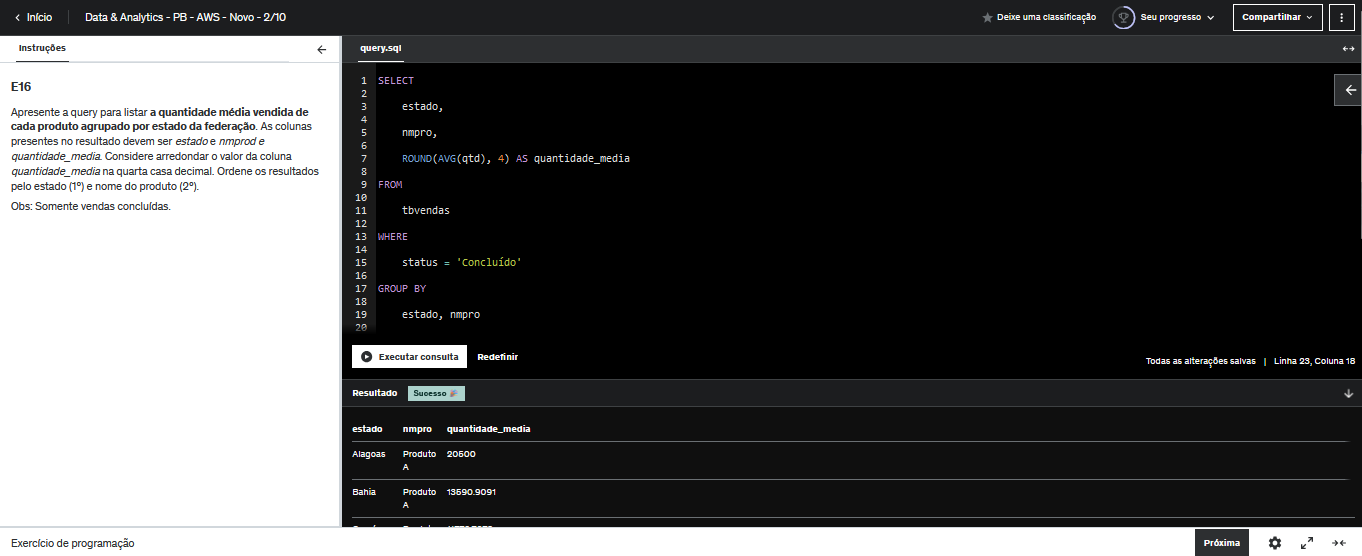 Início
Data & Analytics - PB - AWS - Novo - 2/10
Deixe uma classificação
Seu progresso
Compartilhar
Instruções
E16
Apresente a query para listar a quantidade média vendida de
cada produto agrupado por estado da federação. As colunas
presentes no resultado devem ser estado e nmprod e
quantidade_media. Considere arredondar o valor da coluna
quantidade_media na quarta casa decimal. Ordene os resultados
pelo estado (1º) e nome do produto (2º).
Obs: Somente vendas concluídas.
query.sql
1 SELECT
2
3 estado,
4
5 nmpro,
6
7 ROUND(AVG(qtd), 4) AS quantidade_media
8
9 FROM
10
11 tbvendas
12
13 WHERE
14
15 status = 'Concluído'
16
17 GROUP BY
18
19 estado, nmpro
20
Executar consulta
Redefinir
Todas as alterações salvas | Linha 23, Coluna 18
Resultado
Sucesso
estado nmpro quantidade_media
Alagoas Produto A 20500
Bahia Produto A 13590.9091
Exercício de programação
Próxima